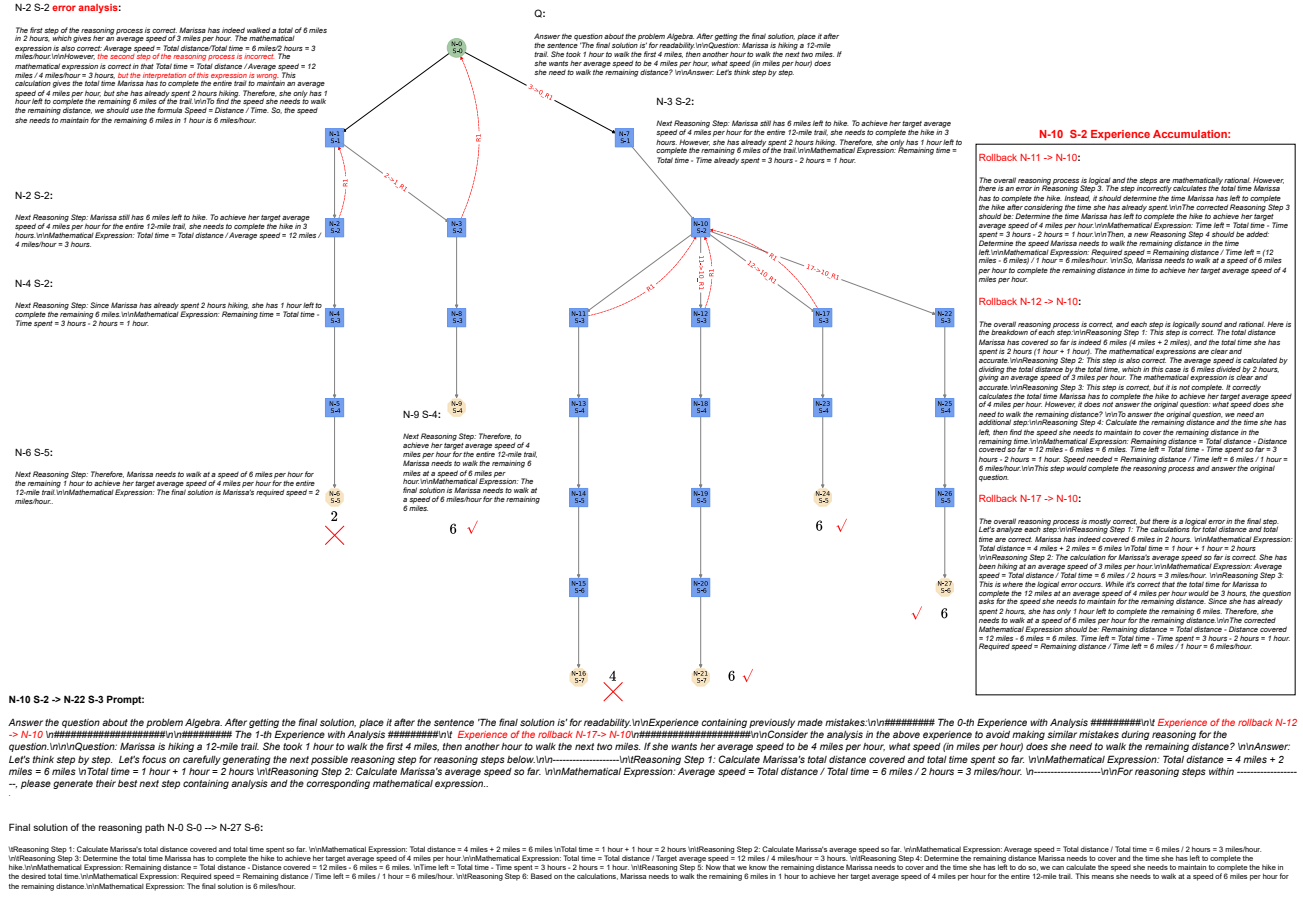 N-2 S-2 error analysis:
The first step of the reasoning process is correct. Marissa has indeed walked a total of 6 miles
in 2 hours, which gives her an average speed of 3 miles per hour. The mathematical
expression is also correct: Average speed = Total distance/Total time = 6 miles/2 hours = 3
miles/hour.\n\nHowever, the second step of the reasoning process is incorrect. The
mathematical expression is correct in that Total time = Total distance / Average speed = 12
miles / 4 miles/hour = 3 hours, but the interpretation of this expression is wrong. This
calculation gives the total time Marissa has to complete the entire trail to maintain an average
speed of 4 miles per hour, but she has already spent 2 hours hiking. Therefore, she only has 1
hour left to complete the remaining 6 miles of the trail.\n\nTo find the speed she needs to walk
the remaining distance, we should use the formula Speed = Distance / Time. So, the speed
she needs to maintain for the remaining 6 miles in 1 hour is 6 miles/hour.
Q:
Answer the question about the problem Algebra. After getting the final solution, place it after
the sentence 'The final solution is' for readability.\n\nQuestion: Marissa is hiking a 12-mile
trail. She took 1 hour to walk the first 4 miles, then another hour to walk the next two miles. If
she wants her average speed to be 4 miles per hour, what speed (in miles per hour) does
she need to walk the remaining distance? \n\nAnswer: Let's think step by step.
N-0
S-0
3->0_R1
R1
N-3 S-2:
Next Reasoning Step: Marissa still has 6 miles left to hike. To achieve her target average
speed of 4 miles per hour for the entire 12-mile trail, she needs to complete the hike in 3
hours. However, she has already spent 2 hours hiking. Therefore, she only has 1 hour left to
complete the remaining 6 miles of the trail.\n\nMathematical Expression: Remaining time =
Total time - Time already spent = 3 hours - 2 hours = 1 hour.
N-1
S-1
N-7
S-1
R1
2->1_R1
N-2 S-2:
Next Reasoning Step: Marissa still has 6 miles left to hike. To achieve her target average
speed of 4 miles per hour for the entire 12-mile trail, she needs to complete the hike in 3
hours.\n\nMathematical Expression: Total time = Total distance / Average speed = 12 miles /
4 miles/hour = 3 hours.
N-2
S-2
N-3
S-2
N-10
S-2
R1
11->10_R1
R1
12->10_R1
R1
17->10_R1
N-4 S-2:
Next Reasoning Step: Since Marissa has already spent 2 hours hiking, she has 1 hour left to
complete the remaining 6 miles.\n\nMathematical Expression: Remaining time = Total time -
Time spent = 3 hours - 2 hours = 1 hour.
N-4
S-3
N-8
S-3
N-11
S-3
N-12
S-3
N-17
S-3
N-22
S-3
N-5
S-4
N-9
S-4
N-13
S-4
N-18
S-4
N-23
S-4
N-25
S-4
N-9 S-4:
Next Reasoning Step: Therefore, to
achieve her target average speed of 4
miles per hour for the entire 12-mile trail,
Marissa needs to walk the remaining 6
miles at a speed of 6 miles per
hour.\n\nMathematical Expression: The
final solution is Marissa needs to walk at
a speed of 6 miles/hour for the remaining
6 miles.
N-6 S-5:
Next Reasoning Step: Therefore, Marissa needs to walk at a speed of 6 miles per hour for
the remaining 1 hour to achieve her target average speed of 4 miles per hour for the entire
12-mile trail.\n\nMathematical Expression: The final solution is Marissa's required speed = 2
miles/hour..
N-6
S-5
N-14
S-5
N-19
S-5
N-24
S-5
N-26
S-5
2
6 √
6 √
N-15
S-6
N-20
S-6
N-27
S-6
√ 6
N-16
S-7
4
N-21
S-7
6 √
N-10 S-2 Experience Accumulation:
Rollback N-11 -> N-10:
The overall reasoning process is logical and the steps are mathematically rational. However,
there is an error in Reasoning Step 3. The step incorrectly calculates the total time Marissa
has to complete the hike. Instead, it should determine the time Marissa has left to complete
the hike after considering the time she has already spent.\n\nThe corrected Reasoning Step 3
should be: Determine the time Marissa has left to complete the hike to achieve her target
average speed of 4 miles per hour.\n\nMathematical Expression: Time left = Total time - Time
spent = 3 hours - 2 hours = 1 hour.\n\nThen, a new Reasoning Step 4 should be added:
Determine the speed Marissa needs to walk the remaining distance in the time
left.\n\nMathematical Expression: Required speed = Remaining distance / Time left = (12
miles - 6 miles) / 1 hour = 6 miles/hour. \n\nSo, Marissa needs to walk at a speed of 6 miles
per hour to complete the remaining distance in time to achieve her target average speed of 4
miles per hour.
Rollback N-12 -> N-10:
The overall reasoning process is correct, and each step is logically sound and rational. Here is
the breakdown of each step:\n\nReasoning Step 1: This step is correct. The total distance
Marissa has covered so far is indeed 6 miles (4 miles + 2 miles), and the total time she has
spent is 2 hours (1 hour + 1 hour). The mathematical expressions are clear and
accurate.\n\nReasoning Step 2: This step is also correct. The average speed is calculated by
dividing the total distance by the total time, which in this case is 6 miles divided by 2 hours,
giving an average speed of 3 miles per hour. The mathematical expression is clear and
accurate.\n\nReasoning Step 3: This step is correct, but it is not complete. It correctly
calculates the total time Marissa has to complete the hike to achieve her target average speed
of 4 miles per hour. However, it does not answer the original question: what speed does she
need to walk the remaining distance? \n\nTo answer the original question, we need an
additional step:\n\nReasoning Step 4: Calculate the remaining distance and the time she has
left, then find the speed she needs to maintain to cover the remaining distance in the
remaining time.\n\nMathematical Expression: Remaining distance = Total distance - Distance
covered so far = 12 miles - 6 miles = 6 miles. Time left = Total time - Time spent so far = 3
hours - 2 hours = 1 hour. Speed needed = Remaining distance / Time left = 6 miles / 1 hour =
6 miles/hour.\n\nThis step would complete the reasoning process and answer the original
question.
Rollback N-17 -> N-10:
The overall reasoning process is mostly correct, but there is a logical error in the final step.
Let's analyze each step:\n\nReasoning Step 1: The calculations for total distance and total
time are correct. Marissa has indeed covered 6 miles in 2 hours. \n\nMathematical Expression:
Total distance = 4 miles + 2 miles = 6 miles \nTotal time = 1 hour + 1 hour = 2 hours
\n\nReasoning Step 2: The calculation for Marissa's average speed so far is correct. She has
been hiking at an average speed of 3 miles per hour.\n\nMathematical Expression: Average
speed = Total distance / Total time = 6 miles / 2 hours = 3 miles/hour. \n\nReasoning Step 3:
This is where the logical error occurs. While it's correct that the total time for Marissa to
complete the 12 miles at an average speed of 4 miles per hour would be 3 hours, the question
asks for the speed she needs to maintain for the remaining distance. Since she has already
spent 2 hours, she has only 1 hour left to complete the remaining 6 miles. Therefore, she
needs to walk at a speed of 6 miles per hour for the remaining distance.\n\nThe corrected
Mathematical Expression should be: Remaining distance = Total distance - Distance covered
= 12 miles - 6 miles = 6 miles. Time left = Total time - Time spent = 3 hours - 2 hours = 1 hour.
Required speed = Remaining distance / Time left = 6 miles / 1 hour = 6 miles/hour.
N-10 S-2 -> N-22 S-3 Prompt:
Answer the question about the problem Algebra. After getting the final solution, place it after the sentence 'The final solution is' for readability.\n\nExperience containing previously made mistakes:\n\n######### The 0-th Experience with Analysis #########\n\t Experience of the rollback N-12
-> N-10 \n####################\n\n######### The 1-th Experience with Analysis #########\n\t Experience of the rollback N-17-> N-10####################\n\nConsider the analysis in the above experience to avoid making similar mistakes during reasoning for the
question.\n\n\nQuestion: Marissa is hiking a 12-mile trail. She took 1 hour to walk the first 4 miles, then another hour to walk the next two miles. If she wants her average speed to be 4 miles per hour, what speed (in miles per hour) does she need to walk the remaining distance? \n\nAnswer:
Let's think step by step. Let's focus on carefully generating the next possible reasoning step for reasoning steps below.\n\n--------------------\n\tReasoning Step 1: Calculate Marissa's total distance covered and total time spent so far. \n\nMathematical Expression: Total distance = 4 miles + 2
miles = 6 miles \nTotal time = 1 hour + 1 hour = 2 hours \n\tReasoning Step 2: Calculate Marissa's average speed so far. \n\nMathematical Expression: Average speed = Total distance / Total time = 6 miles / 2 hours = 3 miles/hour. \n--------------------\n\nFor reasoning steps within ------------------
--, please generate their best next step containing analysis and the corresponding mathematical expression..
Final solution of the reasoning path N-0 S-0 --> N-27 S-6:
\tReasoning Step 1: Calculate Marissa's total distance covered and total time spent so far. \n\nMathematical Expression: Total distance = 4 miles + 2 miles = 6 miles \nTotal time = 1 hour + 1 hour = 2 hours \n\tReasoning Step 2: Calculate Marissa's average speed so far. \n\nMathematical Expression: Average speed = Total distance / Total time = 6 miles / 2 hours = 3 miles/hour.
\n\tReasoning Step 3: Determine the total time Marissa has to complete the hike to achieve her target average speed of 4 miles per hour.\n\nMathematical Expression: Total time = Total distance / Target average speed = 12 miles / 4 miles/hour = 3 hours. \n\tReasoning Step 4: Determine the remaining distance Marissa needs to cover and the time she has left to complete the
hike.\n\nMathematical Expression: Remaining distance = Total distance - Distance covered = 12 miles - 6 miles = 6 miles. \nTime left = Total time - Time spent = 3 hours - 2 hours = 1 hour. \n\tReasoning Step 5: Now that we know the remaining distance Marissa needs to cover and the time she has left to do so, we can calculate the speed she needs to maintain to complete the hike in
the desired total time.\n\nMathematical Expression: Required speed = Remaining distance / Time left = 6 miles / 1 hour = 6 miles/hour. \n\tReasoning Step 6: Based on the calculations, Marissa needs to walk the remaining 6 miles in 1 hour to achieve her target average speed of 4 miles per hour for the entire 12-mile trail. This means she needs to walk at a speed of 6 miles per hour for
the remaining distance.\n\nMathematical Expression: The final solution is 6 miles/hour.